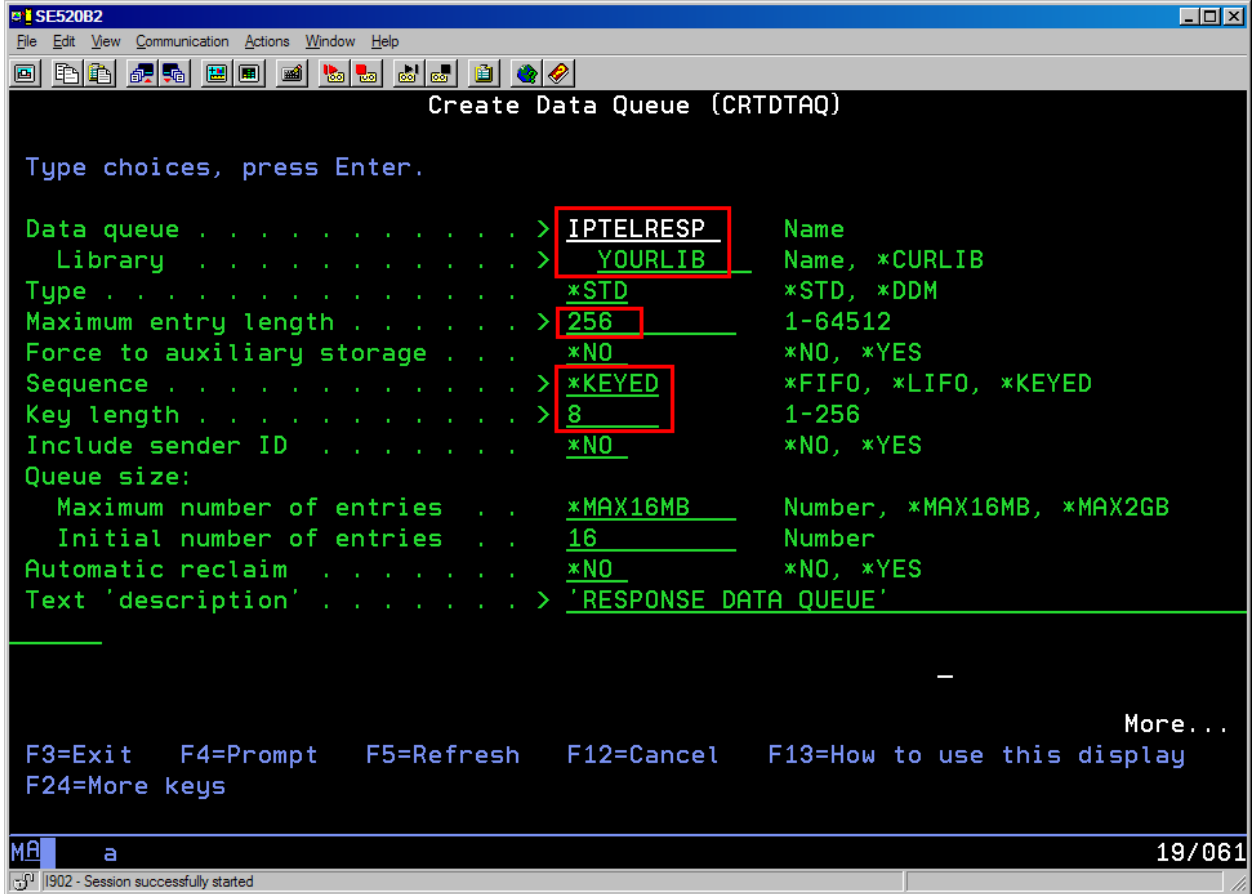 SE520B2
File Edit View Communication Actions Window Help
Create Data Queue (CRTDTAQ)
Type choices, press Enter.
Data queue . . . . . . . . . . . > IPTELRESP Name
Library . . . . . . . . . . . > YOURLIB Name, *CURLIB
Type . . . . . . . . . . . . . . *STD *STD, *DDM
Maximum entry length . . . . . . > 256 1-64512
Force to auxiliary storage . . . *NO *NO, *YES
Sequence . . . . . . . . . . . . > *KEYED *FIFO, *LIFO, *KEYED
Key length . . . . . . . . . . . > 8 1-256
Include sender ID . . . . . . . *NO *NO, *YES
Queue size:
Maximum number of entries . . *MAX16MB Number, *MAX16MB, *MAX2GB
Initial number of entries . . 16 Number
Automatic reclaim . . . . . . . *NO *NO, *YES
Text 'description' . . . . . . . > 'RESPONSE DATA QUEUE'
More...
F3=Exit F4=Prompt F5=Refresh F12=Cancel F13=How to use this display
F24=More keys
MA a 19/061
I902 - Session successfully started